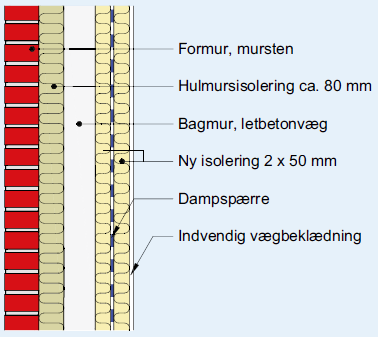 Formur, mursten
Hulmursisolering ca. 80 mm
Bagmur, letbetonvæg
Ny isolering 2 x 50 mm
Dampspærre
Indvendig vægbeklædning